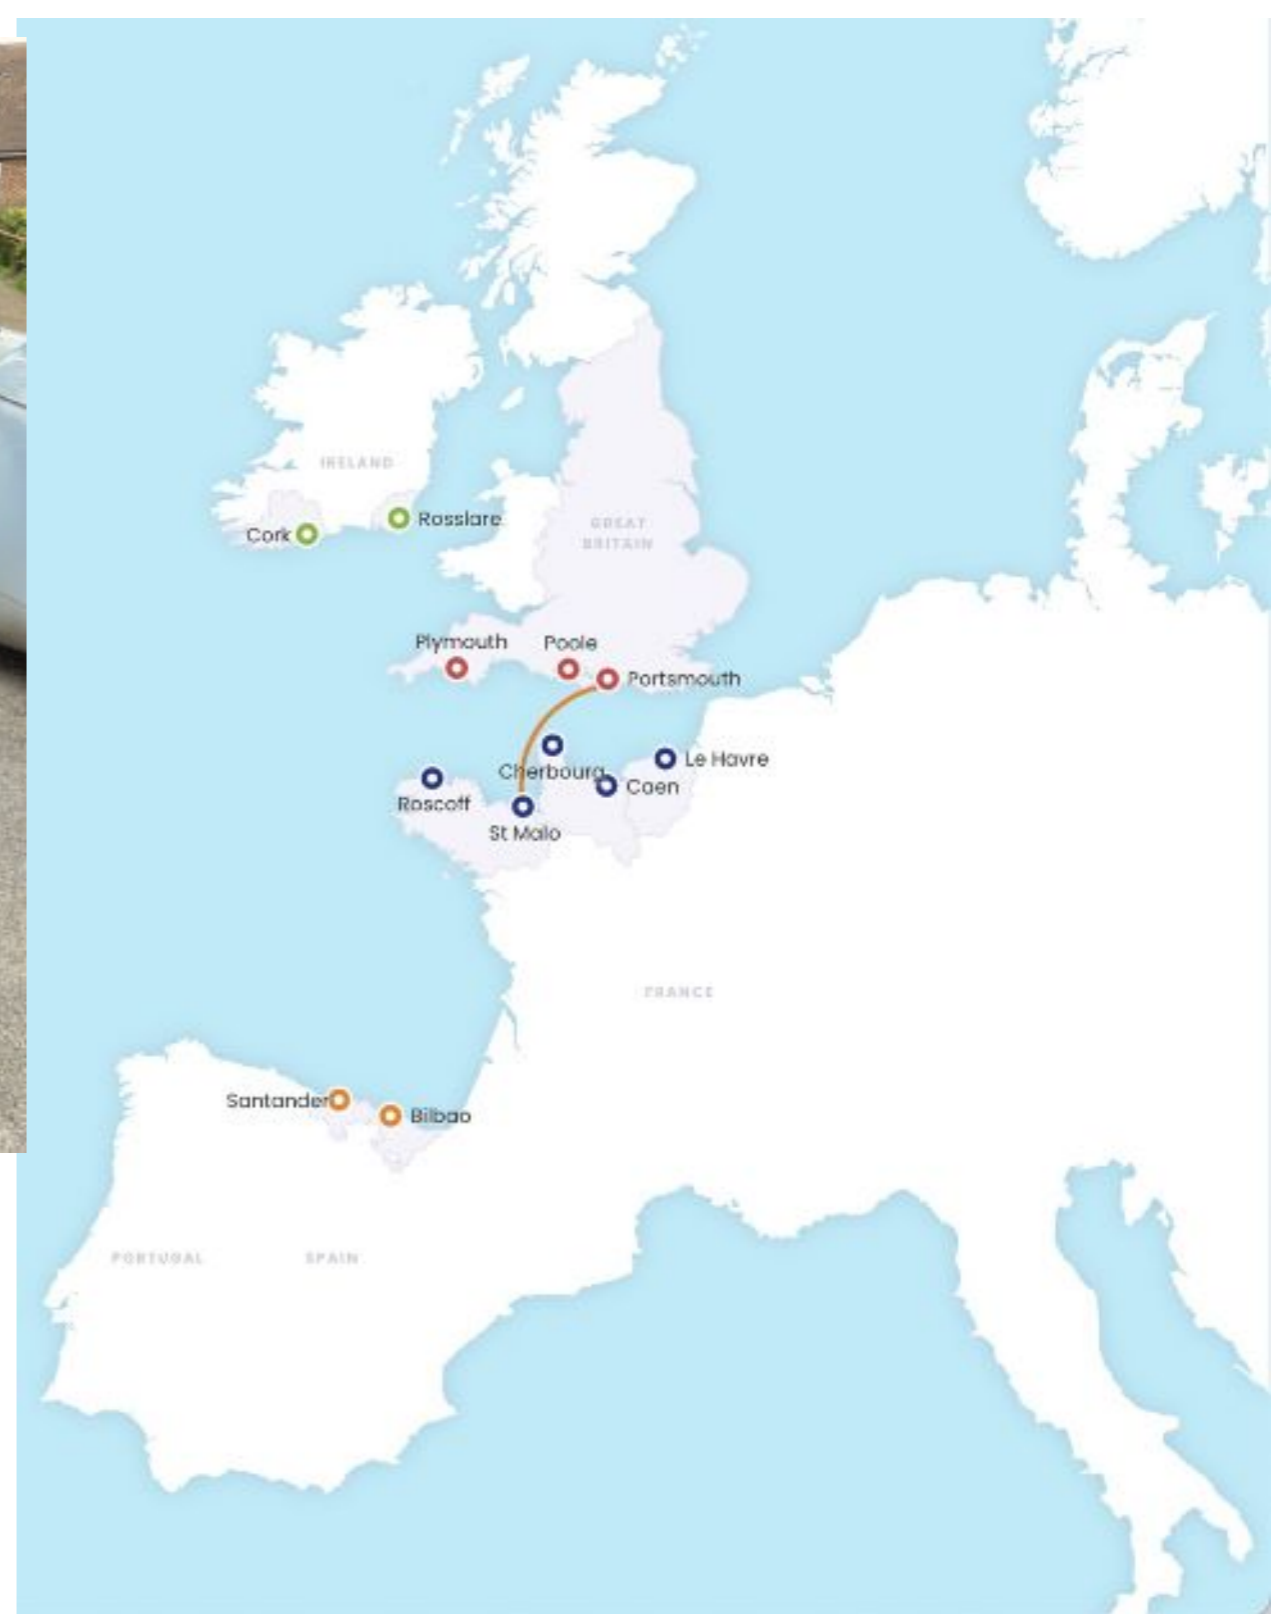 IRELAND
Cork
Rosslare
GREAT
BRITAIN
Plymouth
Poole
Portsmouth
Cherbourg
Le Havre
Roscoff
Caen
St Malo
FRANCE
Santander
Bilbao
PORTUGAL
SPAIN